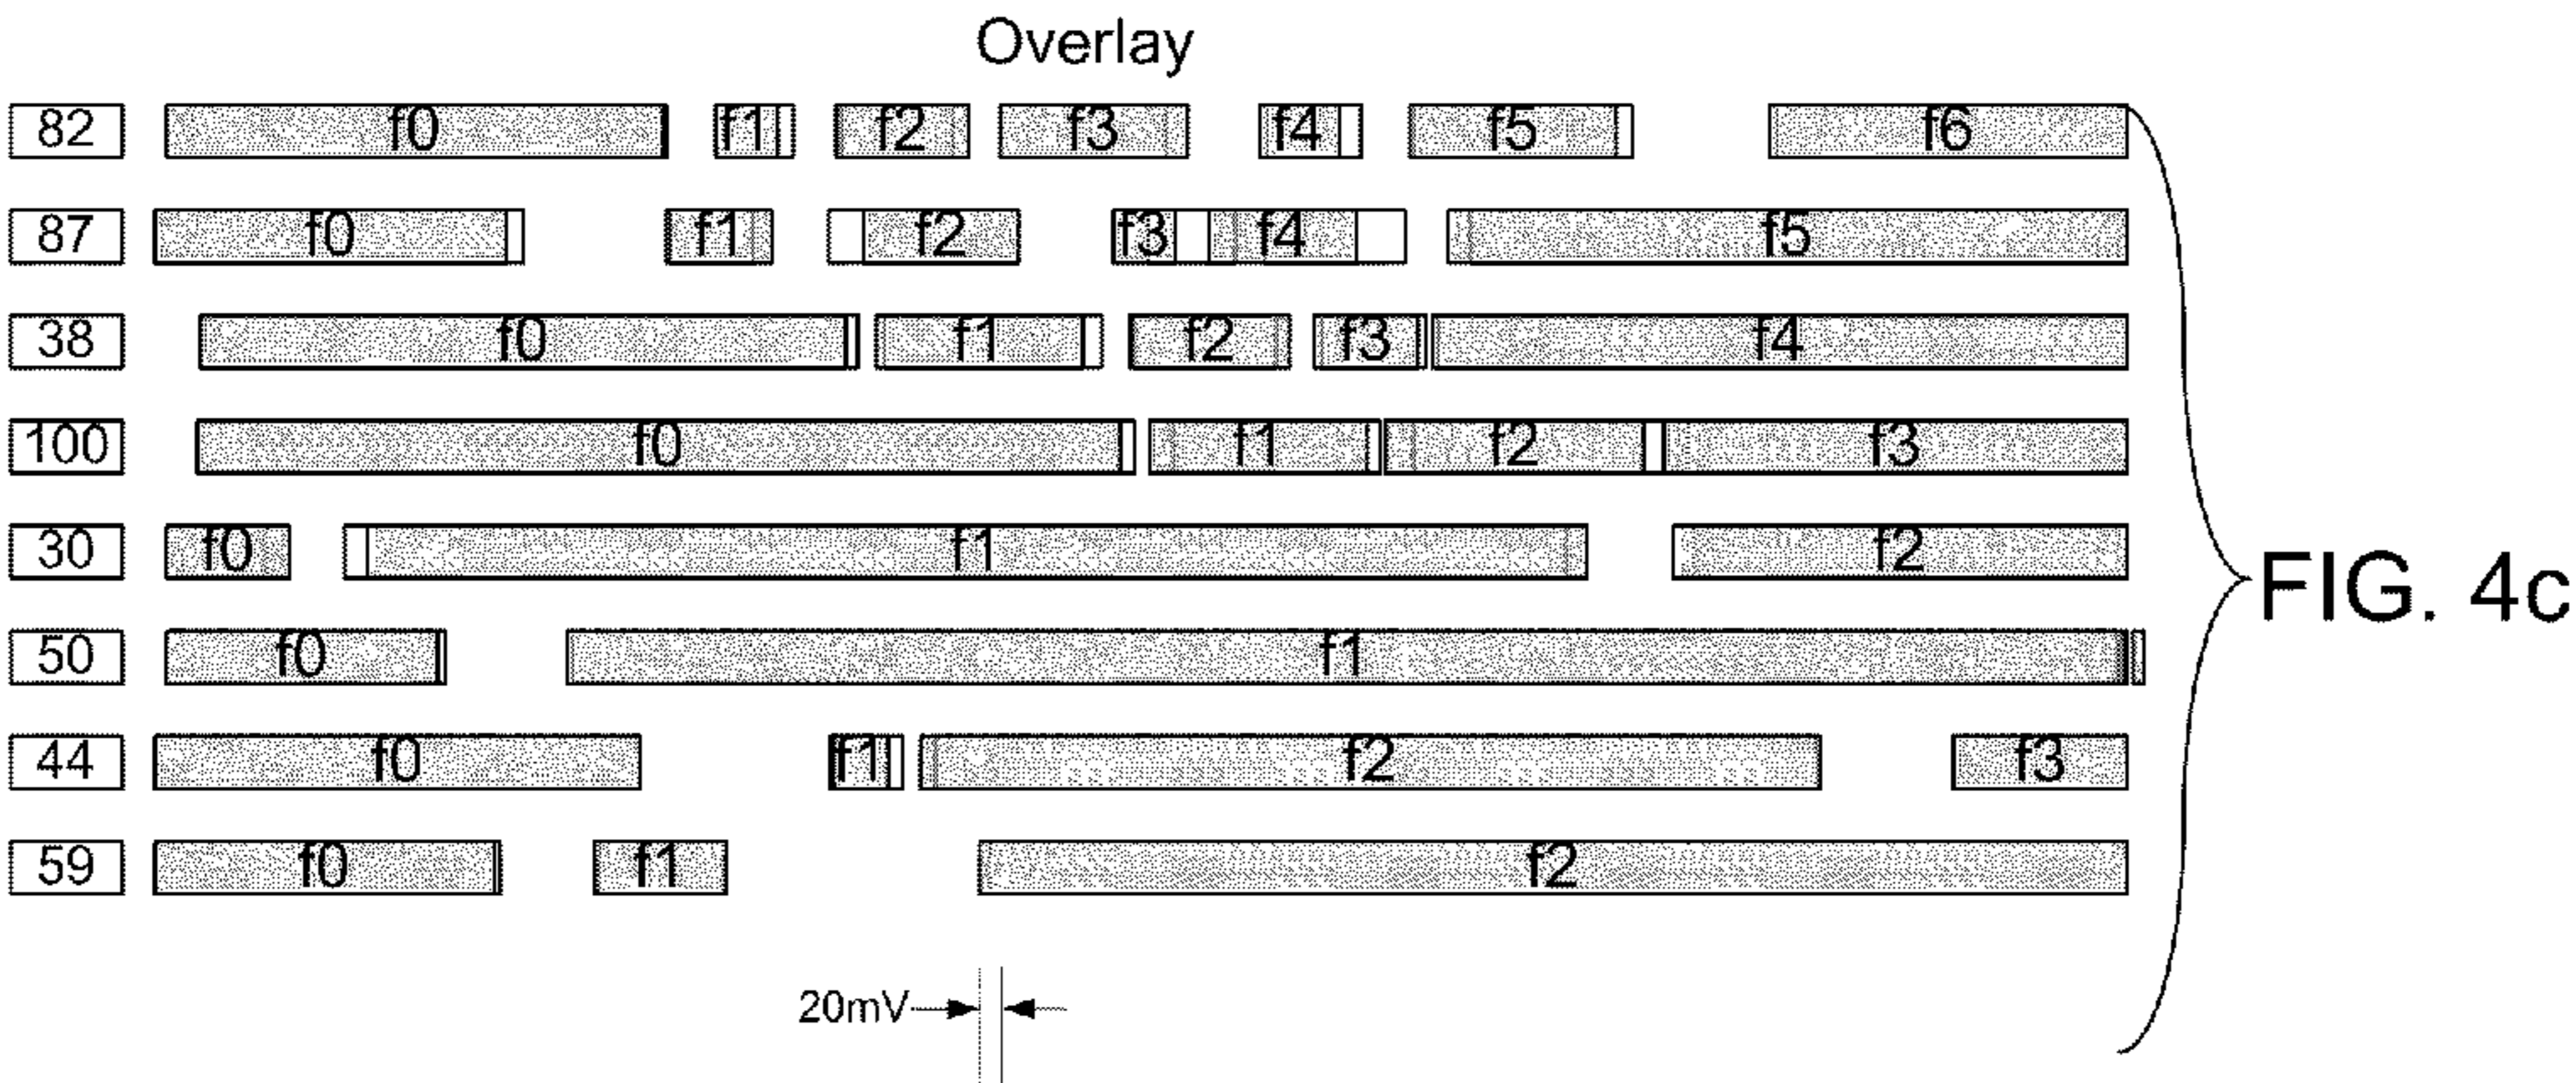 Overlay
82 f0 f1 f2 f3 f4 f5 f6
87 f0 f1 f2 f3 f4 f5
38 f0 f1 f2 f3 f4
100 f0 f1 f2 f3
30 f0 f1 f2
FIG. 4c
50 f0 f1
44 f0 f1 f2 f3
59 f0 f1 f2
20mV